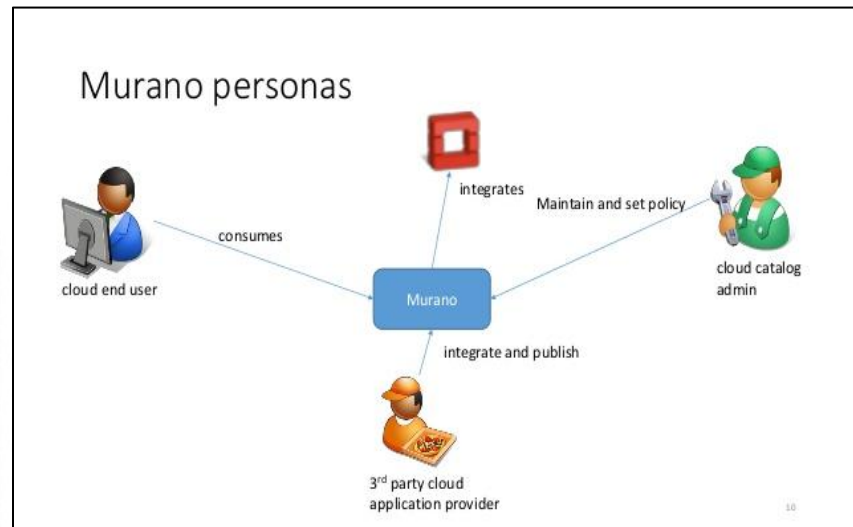 Murano personas
integrates
Maintain and set policy
consumes
cloud end user
cloud catalog
admin
Murano
integrate and publish
3rd party cloud
application provider
10